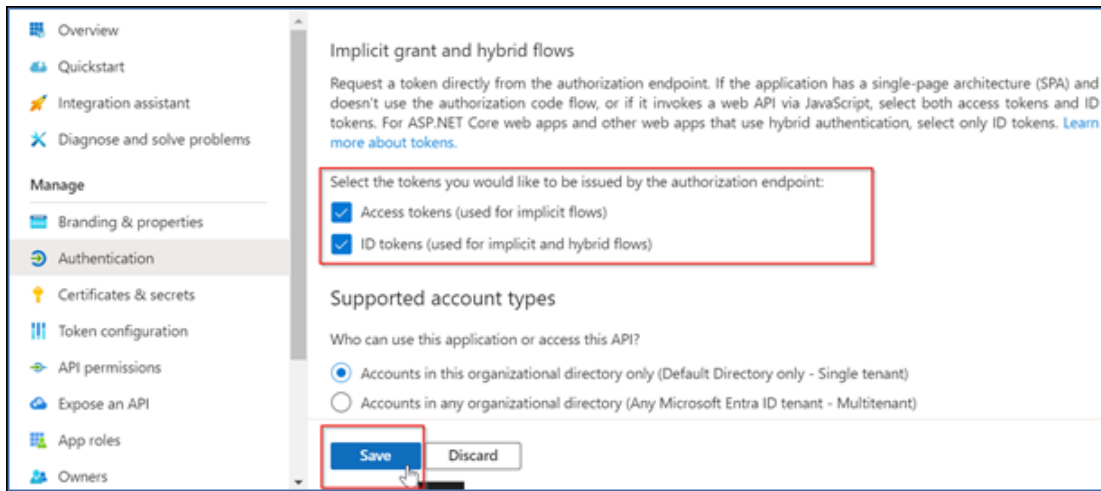 Overview
Quickstart
Integration assistant
Diagnose and solve problems
Manage
Branding & properties
Authentication
Certificates & secrets
Token configuration
API permissions
Expose an API
App roles
Owners
Implicit grant and hybrid flows
Request a token directly from the authorization endpoint. If the application has a single-page architecture (SPA) and
doesn't use the authorization code flow, or if it invokes a web API via JavaScript, select both access tokens and ID
tokens. For ASP.NET Core web apps and other web apps that use hybrid authentication, select only ID tokens. Learn
more about tokens.
Select the tokens you would like to be issued by the authorization endpoint:
Access tokens (used for implicit flows)
ID tokens (used for implicit and hybrid flows)
Supported account types
Who can use this application or access this API?
Accounts in this organizational directory only (Default Directory only - Single tenant)
Accounts in any organizational directory (Any Microsoft Entra ID tenant - Multitenant)
Save
Discard